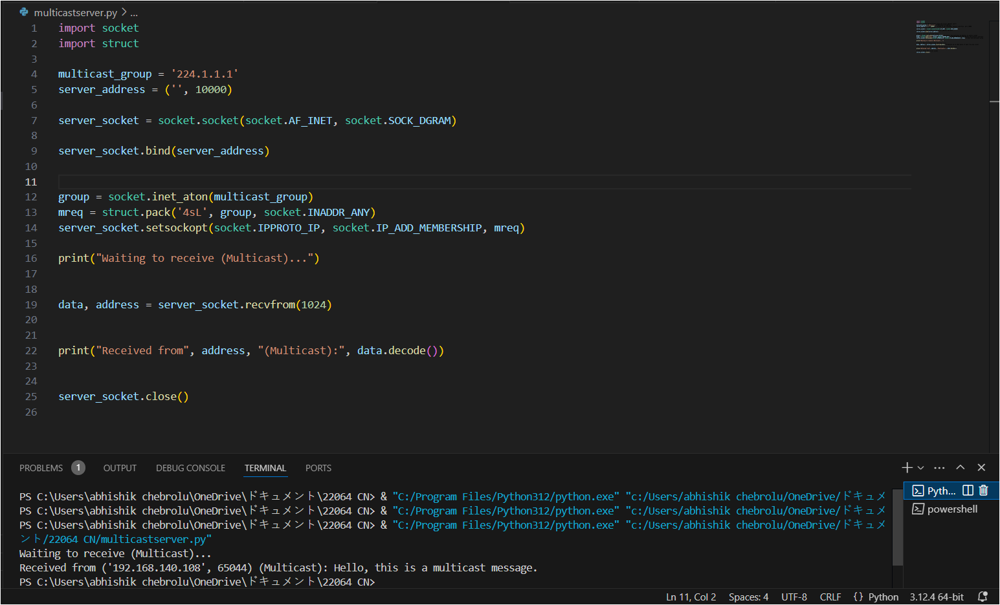 multicastserver.py > ...
1 import socket
2 import struct
3
4 multicast_group = '224.1.1.1'
5 server_address = ('', 10000)
6
7 server_socket = socket.socket(socket.AF_INET, socket.SOCK_DGRAM)
8
9 server_socket.bind(server_address)
10
11
12 group = socket.inet_aton(multicast_group)
13 mreq = struct.pack('4sL', group, socket.INADDR_ANY)
14 server_socket.setsockopt(socket.IPPROTO_IP, socket.IP_ADD_MEMBERSHIP, mreq)
15
16 print("Waiting to receive (Multicast)...")
17
18
19 data, address = server_socket.recvfrom(1024)
20
21
22 print("Received from", address, "(Multicast):", data.decode())
23
24
25 server_socket.close()
26
PROBLEMS 1 OUTPUT DEBUG CONSOLE TERMINAL PORTS
PS C:\Users\abhishik chebrolu\OneDrive\ドキュメント\22064 CN> & "C:/Program Files/Python312/python.exe" "c:/Users/abhishik chebrolu/OneDrive/ドキュメ
PS C:\Users\abhishik chebrolu\OneDrive\ドキュメント\22064 CN> & "C:/Program Files/Python312/python.exe" "c:/Users/abhishik chebrolu/OneDrive/ドキュメ
PS C:\Users\abhishik chebrolu\OneDrive\ドキュメント\22064 CN> & "C:/Program Files/Python312/python.exe" "c:/Users/abhishik chebrolu/OneDrive/ドキュメ
ント/22064 CN/multicastserver.py"
Waiting to receive (Multicast)...
Received from ('192.168.140.108', 65044) (Multicast): Hello, this is a multicast message.
PS C:\Users\abhishik chebrolu\OneDrive\ドキュメント\22064 CN>
Pyth...
powershell
Ln 11, Col 2 Spaces: 4 UTF-8 CRLF {} Python 3.12.4 64-bit